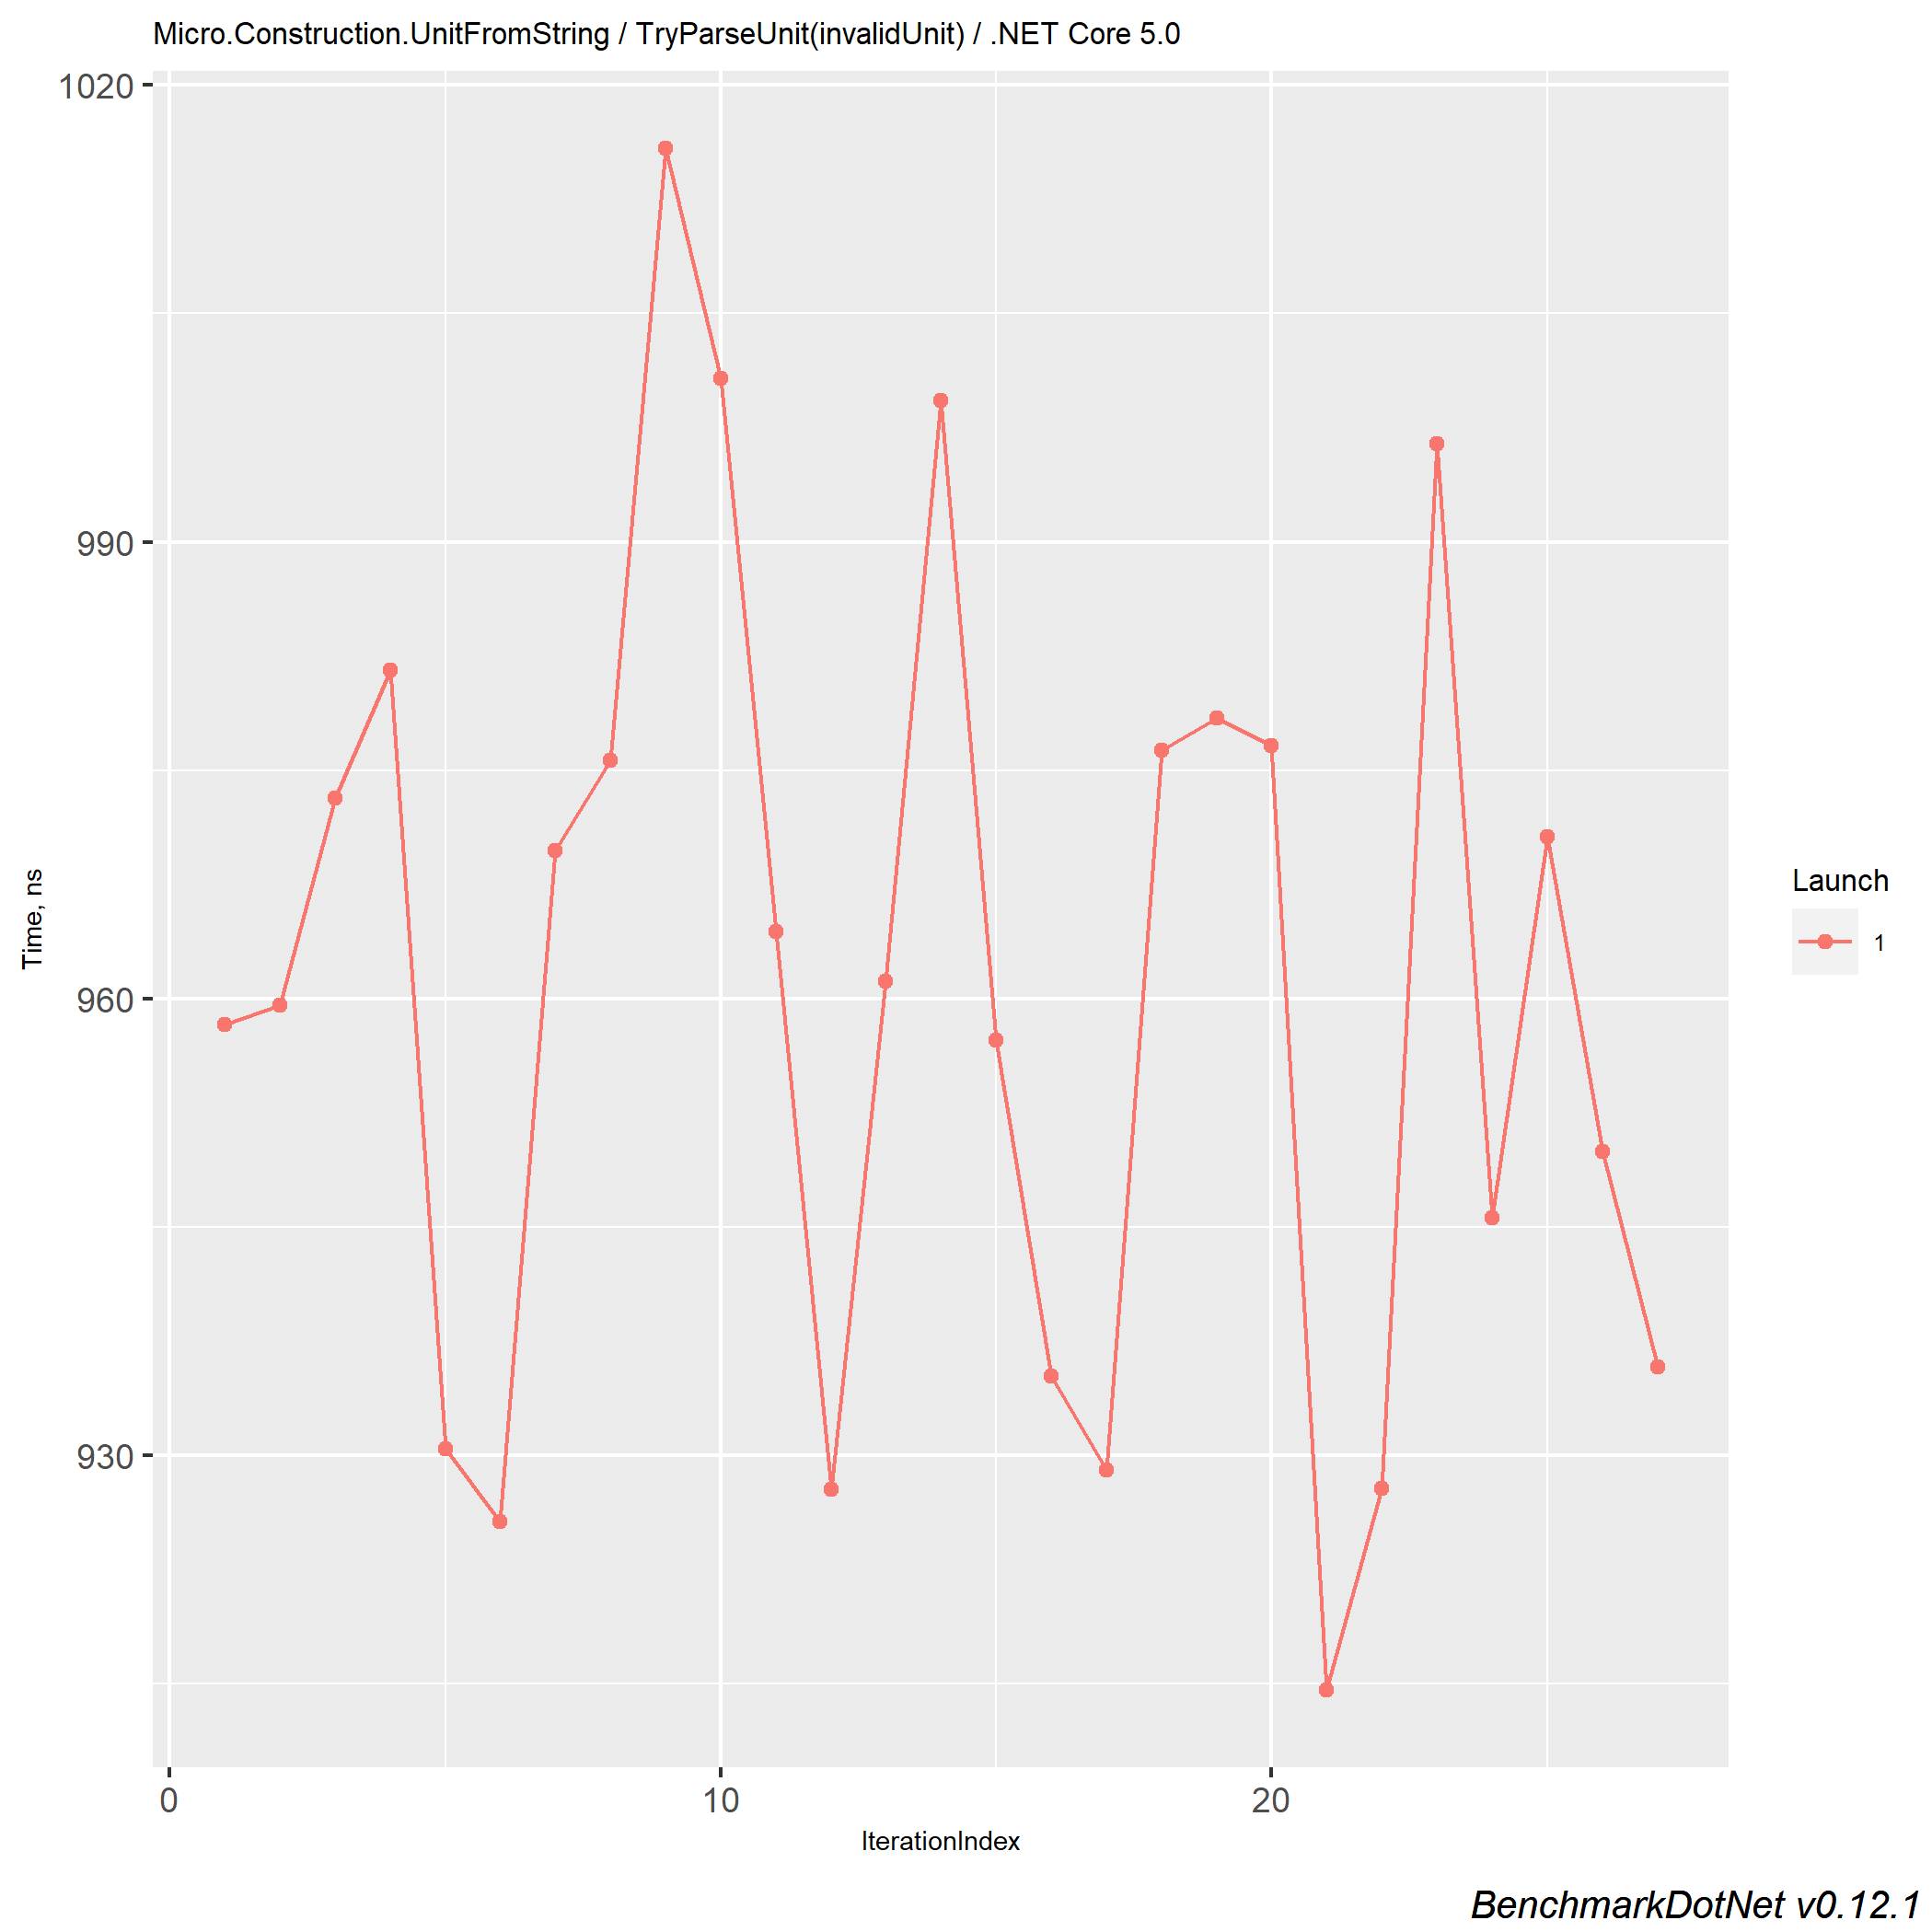 Micro.Construction.UnitFromString / TryParseUnit(invalidUnit) / .NET Core 5.0
1020
990
960
930
Time, ns
0 10 20
IterationIndex
Launch
1
BenchmarkDotNet v0.12.1